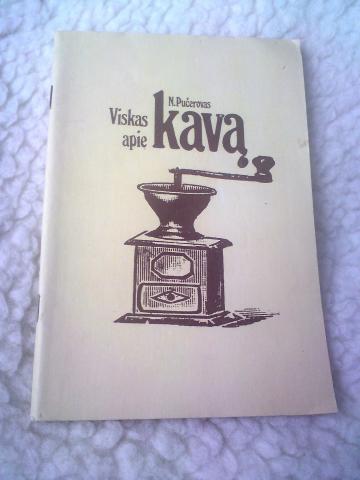 N. Pučerovas
Viskas
apie
kavą